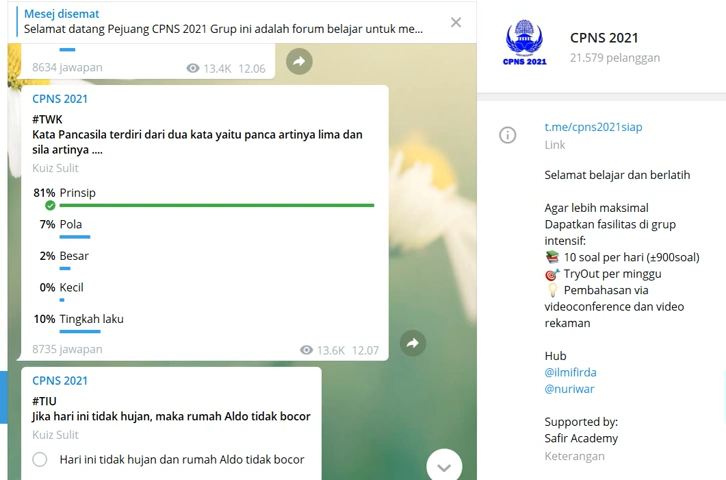 Mesej disemat
Selamat datang Pejuang CPNS 2021 Grup ini adalah forum belajar untuk me...
8634 jawapan
13.4K 12.06
CPNS 2021
#TWK
Kata Pancasila terdiri dari dua kata yaitu panca artinya lima dan
sila artinya ....
Kuiz Sulit
81% Prinsip
7% Pola
2% Besar
0% Kecil
10% Tingkah laku
8735 jawapan
13.6K 12.07
CPNS 2021
#TIU
Jika hari ini tidak hujan, maka rumah Aldo tidak bocor
Kuiz Sulit
Hari ini tidak hujan dan rumah Aldo tidak bocor
CPNS 2021
CPNS 2021
21.579 pelanggan
t.me/cpns2021siap
Link
Selamat belajar dan berlatih
Agar lebih maksimal
Dapatkan fasilitas di grup
intensif:
📚 10 soal per hari (±900soal)
🎯 TryOut per minggu
💡 Pembahasan via
videoconference dan video
rekaman
Hub
@ilmifirda
@nuriwar
Supported by:
Safir Academy
Keterangan